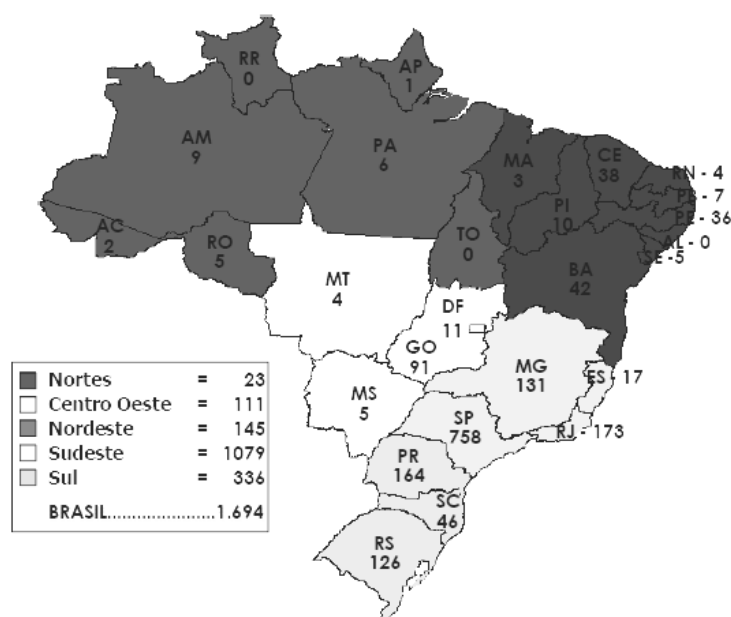 RR
0
AP
1
AM
9
PA
6
MA
3
CE
38
RN - 4
PB - 7
PI
10
PE - 36
AC
2
RO
5
TO
0
AL - 0
SE -5
BA
42
MT
4
DF
11
GO
91
MG
131
ES - 17
MS
5
SP
758
RJ - 173
PR
164
SC
46
RS
126
Nortes = 23
Centro Oeste = 111
Nordeste = 145
Sudeste = 1079
Sul = 336
BRASIL......................1.694